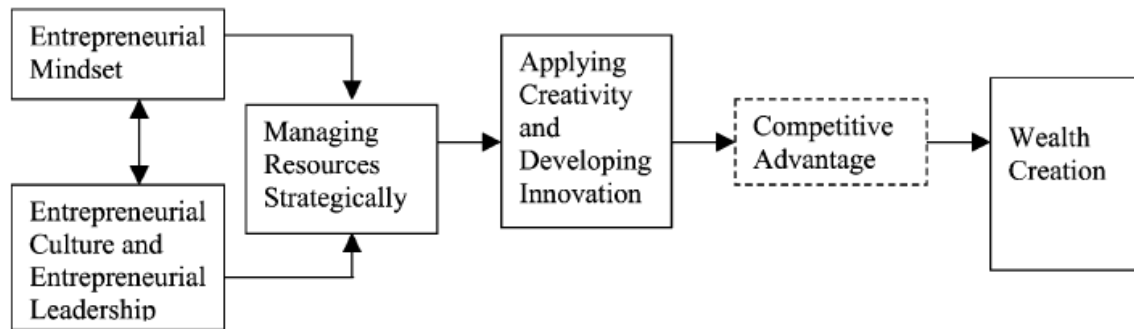 Entrepreneurial
Mindset
Entrepreneurial
Culture and
Entrepreneurial
Leadership
Managing
Resources
Strategically
Applying
Creativity
and
Developing
Innovation
Competitive
Advantage
Wealth
Creation